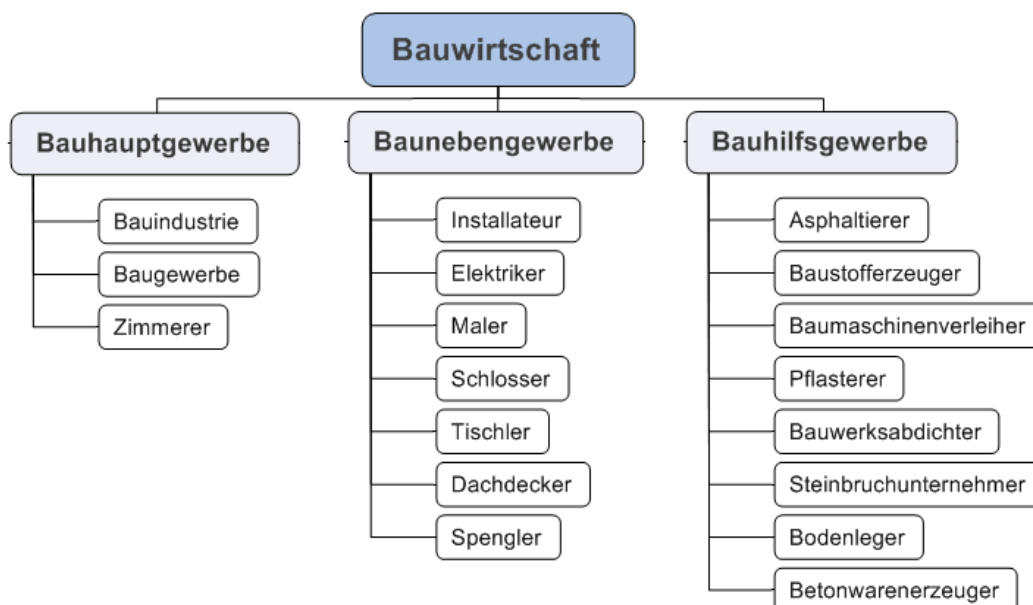 Bauwirtschaft
Bauhauptgewerbe
Bauindustrie
Baugewerbe
Zimmerer
Baunebengewerbe
Installateur
Elektriker
Maler
Schlosser
Tischler
Dachdecker
Spengler
Bauhilfsgewerbe
Asphaltierer
Baustofferzeuger
Baumaschinenverleiher
Pflasterer
Bauwerksabdichter
Steinbruchunternehmer
Bodenleger
Betonwarenerzeuger